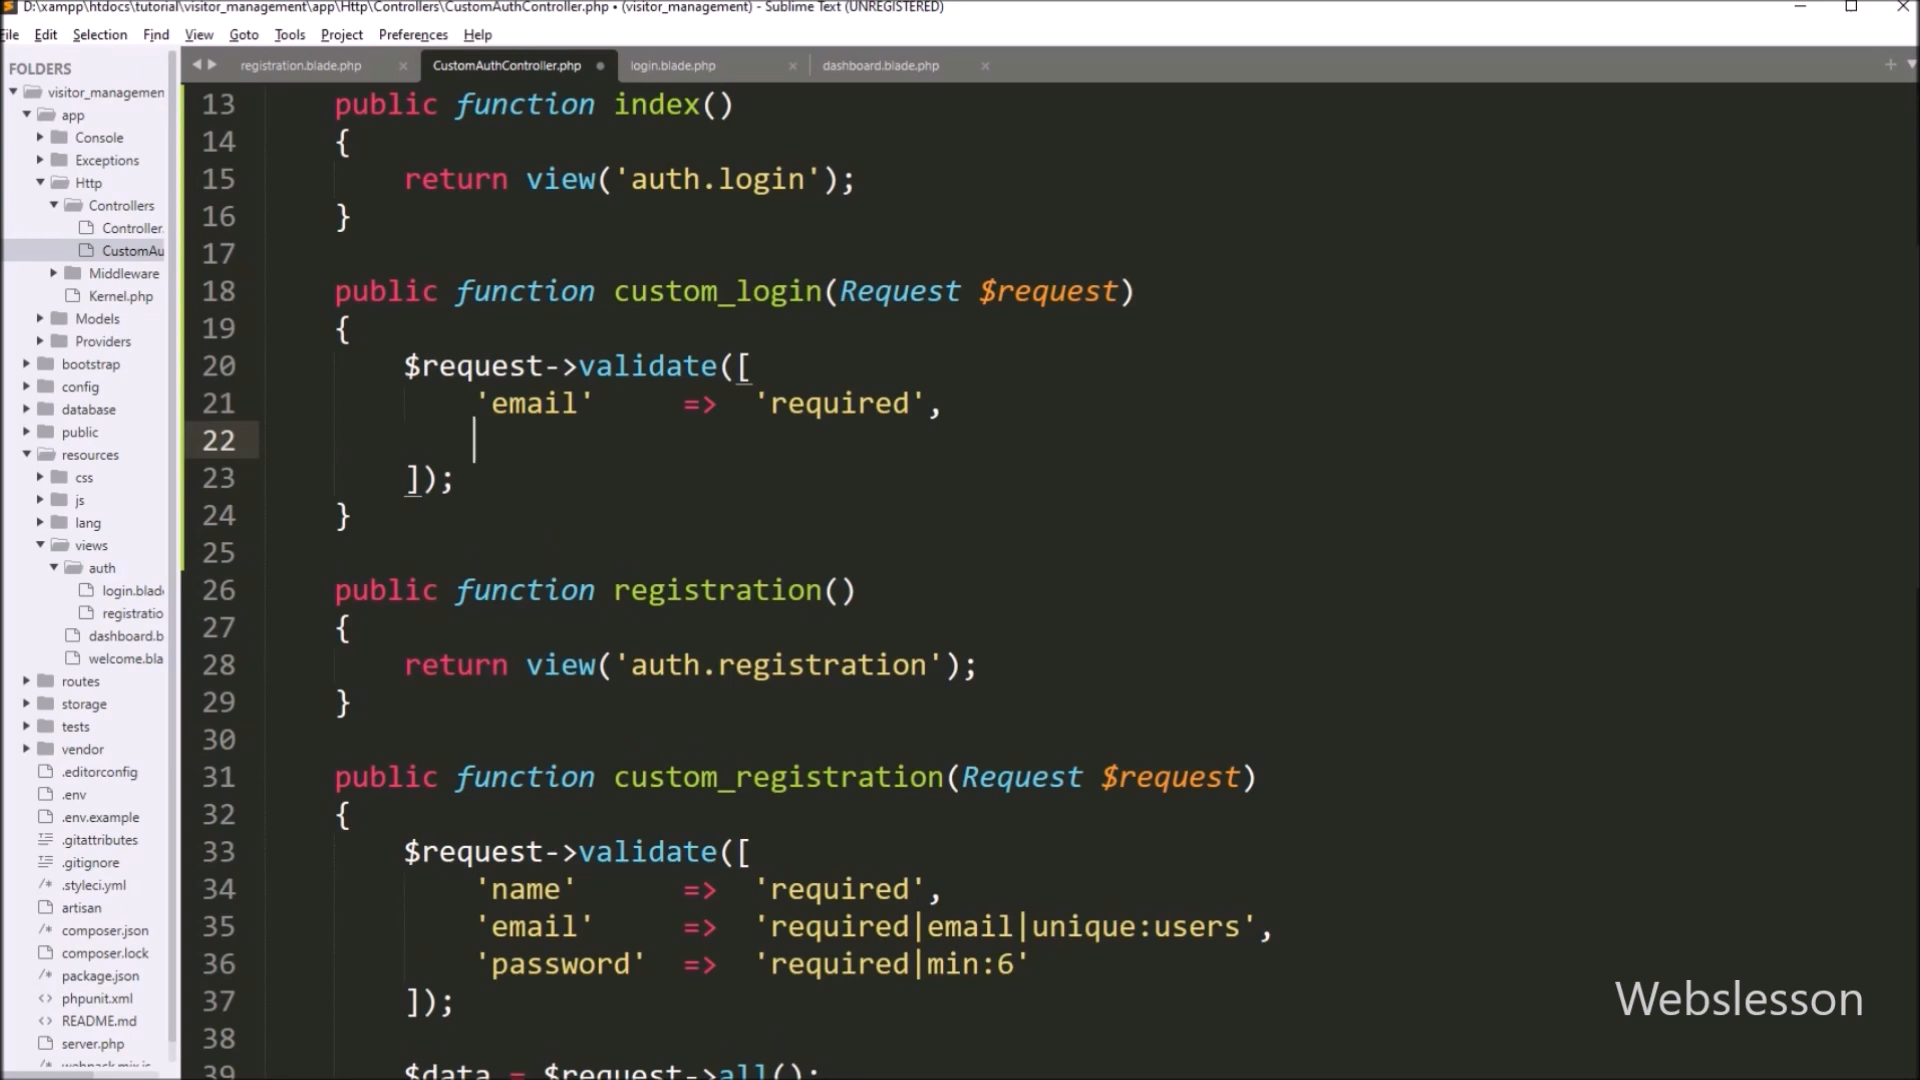 D:\xampp\htdocs\tutorial\visitor_management\app\Http\Controllers\CustomAuthController.php • (visitor_management) - Sublime Text (UNREGISTERED)
ile Edit Selection Find View Goto Tools Project Preferences Help
FOLDERS
visitor_managemen
app
Console
Exceptions
Http
Controllers
Controller.
CustomAu
Middleware
Kernel.php
Models
Providers
bootstrap
config
database
public
resources
css
js
lang
views
auth
login.blad
registratio
dashboard.b
welcome.bla
routes
storage
tests
vendor
.editorconfig
.env
.env.example
.gitattributes
.gitignore
/* .styleci.yml
artisan
/* composer.json
composer.lock
/* package.json
<> phpunit.xml
<> README.md
server.php
/* webpack.mix.js
registration.blade.php × CustomAuthController.php • login.blade.php × dashboard.blade.php ×
13 public function index()
14 {
15 return view('auth.login');
16 }
17
18 public function custom_login(Request $request)
19 {
20 $request->validate([
21 'email' => 'required',
22
23 ]);
24 }
25
26 public function registration()
27 {
28 return view('auth.registration');
29 }
30
31 public function custom_registration(Request $request)
32 {
33 $request->validate([
34 'name' => 'required',
35 'email' => 'required|email|unique:users',
36 'password' => 'required|min:6'
37 ]);
38
39 $data = $request->all();
Webslesson